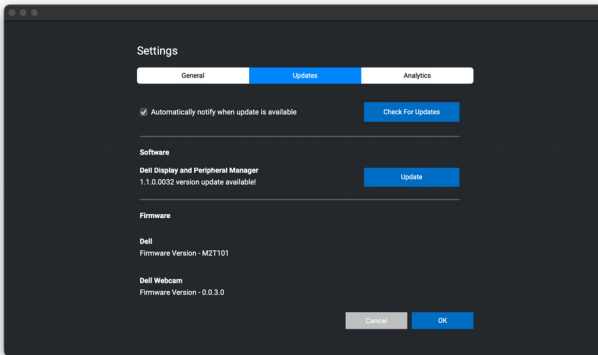 Settings
General
Updates
Analytics
Automatically notify when update is available
Check For Updates
Software
Dell Display and Peripheral Manager
1.1.0.0032 version update available!
Update
Firmware
Dell
Firmware Version - M2T101
Dell Webcam
Firmware Version - 0.0.3.0
Cancel
OK